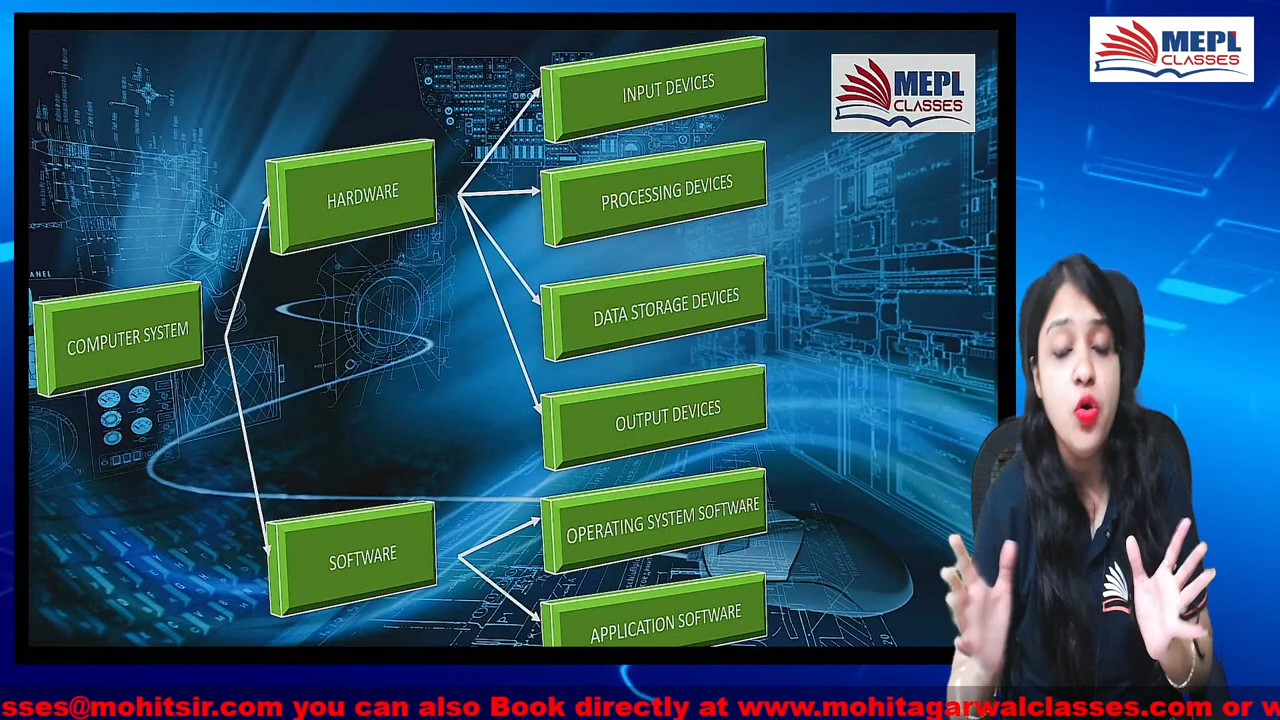 COMPUTER SYSTEM
HARDWARE
INPUT DEVICES
PROCESSING DEVICES
DATA STORAGE DEVICES
OUTPUT DEVICES
SOFTWARE
OPERATING SYSTEM SOFTWARE
APPLICATION SOFTWARE
MEPL
CLASSES
MEPL
CLASSES
sses@mohitsir.com you can also Book directly at www.mohitagarwalclasses.com or w